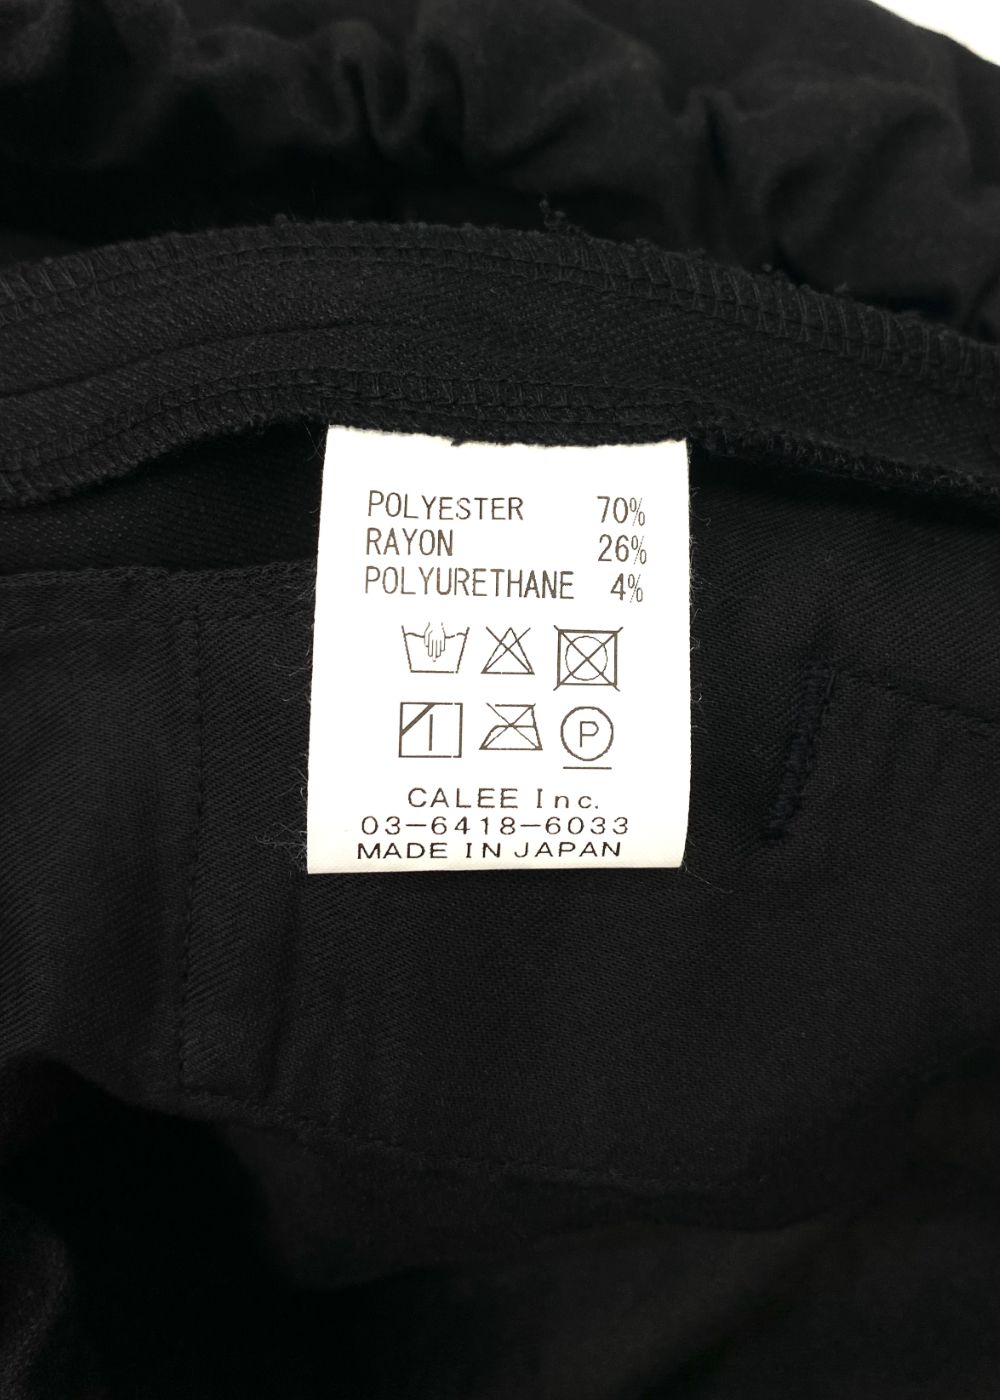 POLYESTER 70%
RAYON 26%
POLYURETHANE 4%
P
CALEE Inc.
03-6418-6033
MADE IN JAPAN